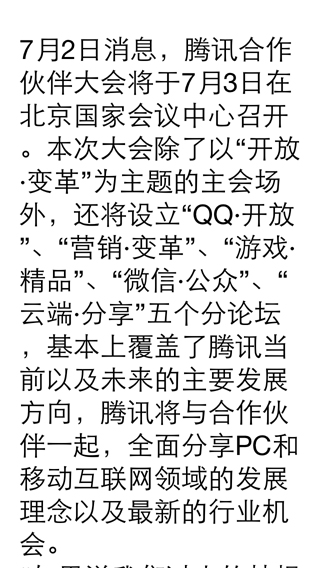 7月2日消息，腾讯合作
伙伴大会将于7月3日在
北京国家会议中心召开
。本次大会除了以“开放
·变革”为主题的主会场
外，还将设立“QQ·开放
”、“营销·变革”、“游戏·
精品”、“微信·公众”、“
云端·分享”五个分论坛
，基本上覆盖了腾讯当
前以及未来的主要发展
方向，腾讯将与合作伙
伴一起，全面分享PC和
移动互联网领域的发展
理念以及最新的行业机
会。